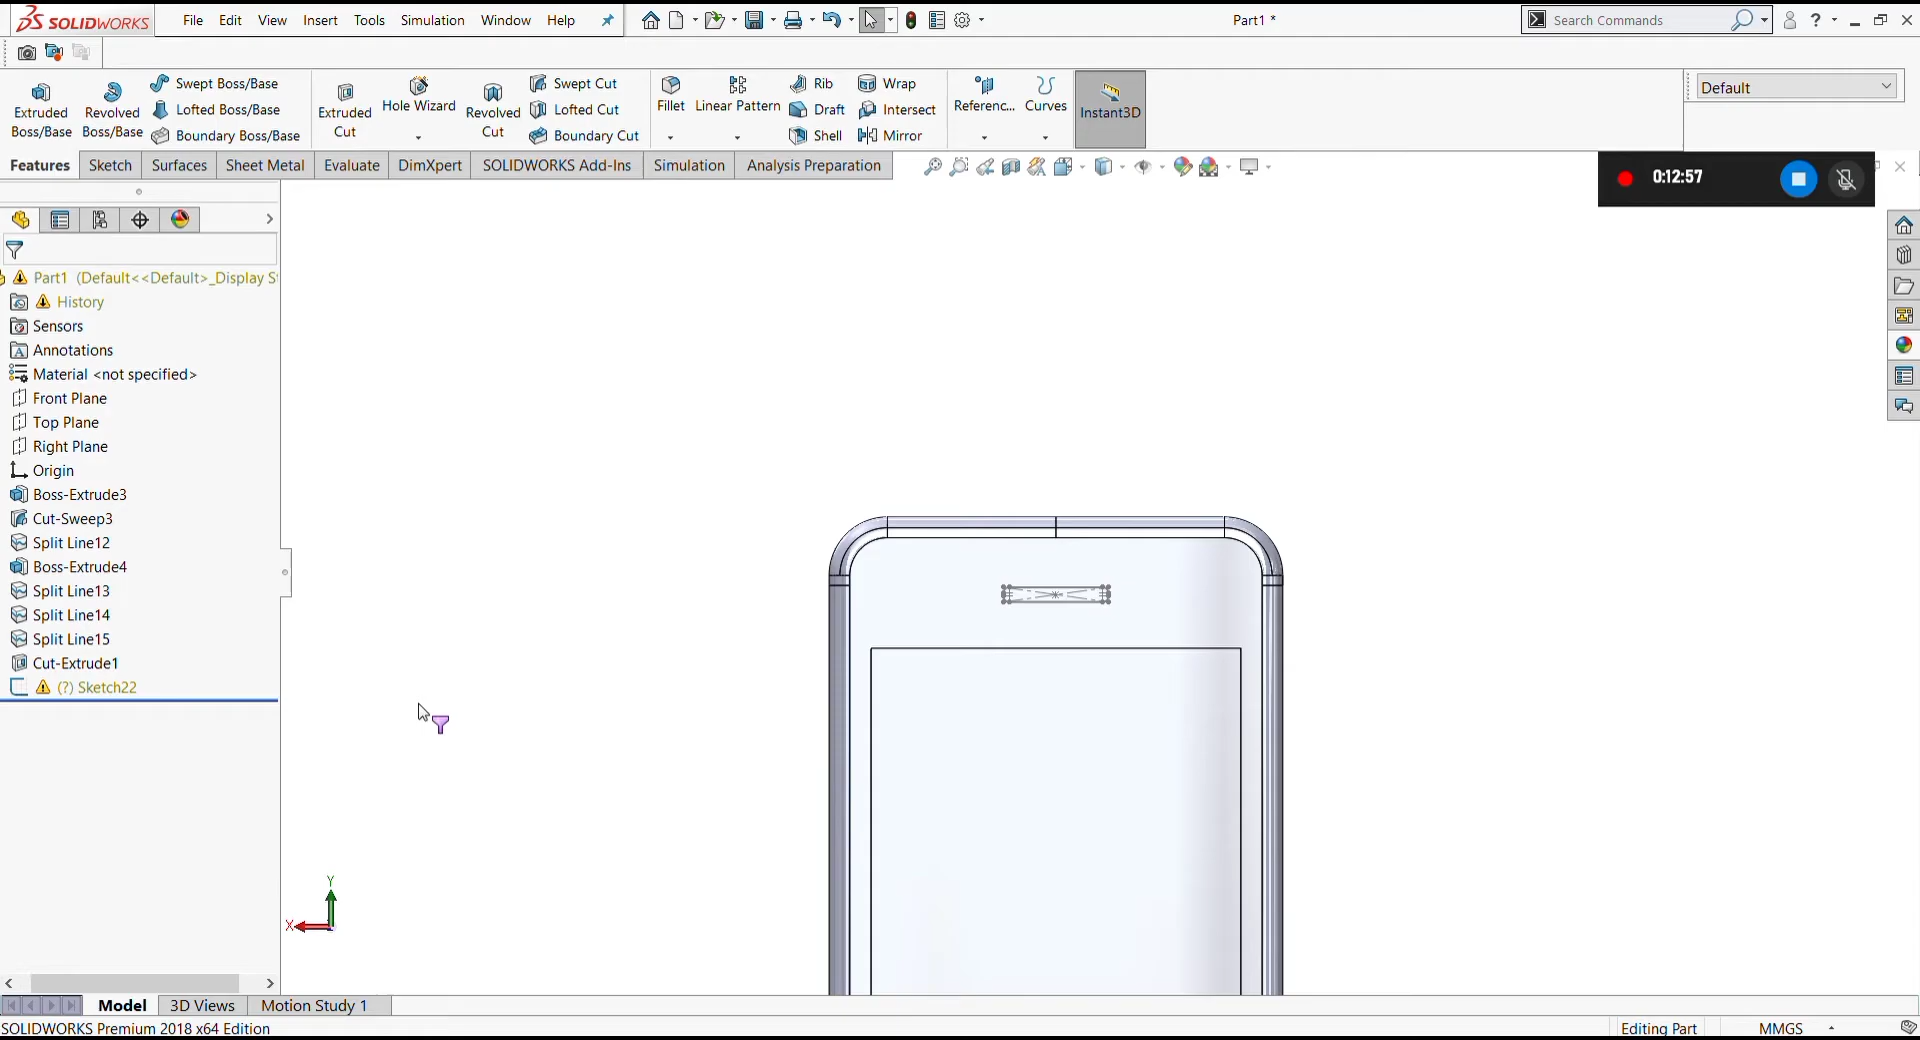 SOLIDWORKS File Edit View Insert Tools Simulation Window Help Part1 * Search Commands ?
Extruded Boss/Base
Revolved Boss/Base
Swept Boss/Base
Lofted Boss/Base
Boundary Boss/Base
Extruded Cut
Hole Wizard
Revolved Cut
Swept Cut
Lofted Cut
Boundary Cut
Fillet
Linear Pattern
Rib
Draft
Shell
Wrap
Intersect
Mirror
Referenc...
Curves
Instant3D
Default
Features Sketch Surfaces Sheet Metal Evaluate DimXpert SOLIDWORKS Add-Ins Simulation Analysis Preparation
0:12:57
Part1 (Default<<Default>_Display S
History
Sensors
Annotations
Material <not specified>
Front Plane
Top Plane
Right Plane
Origin
Boss-Extrude3
Cut-Sweep3
Split Line12
Boss-Extrude4
Split Line13
Split Line14
Split Line15
Cut-Extrude1
(?) Sketch22
Y
X
Model 3D Views Motion Study 1
SOLIDWORKS Premium 2018 x64 Edition Editing Part MMGS